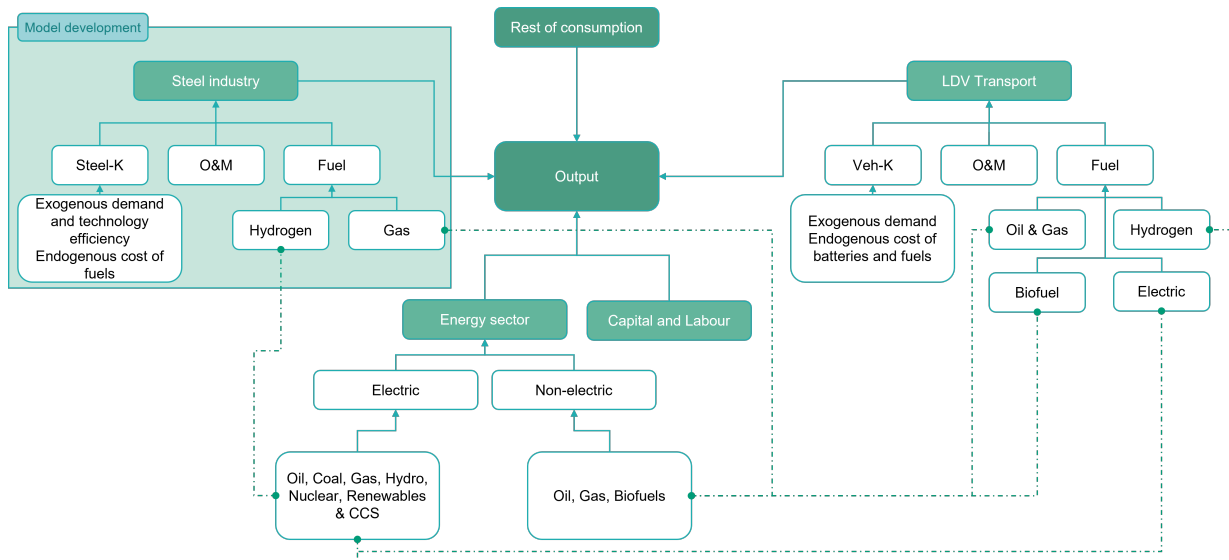 Model development
Rest of consumption
Steel industry
LDV Transport
Steel-K
O&M
Fuel
Output
Veh-K
O&M
Fuel
Exogenous demand
and technology
efficiency
Endogenous cost of
fuels
Hydrogen
Gas
Exogenous demand
Endogenous cost of
batteries and fuels
Oil & Gas
Hydrogen
Biofuel
Electric
Energy sector
Capital and Labour
Electric
Non-electric
Oil, Coal, Gas, Hydro,
Nuclear, Renewables
& CCS
Oil, Gas, Biofuels